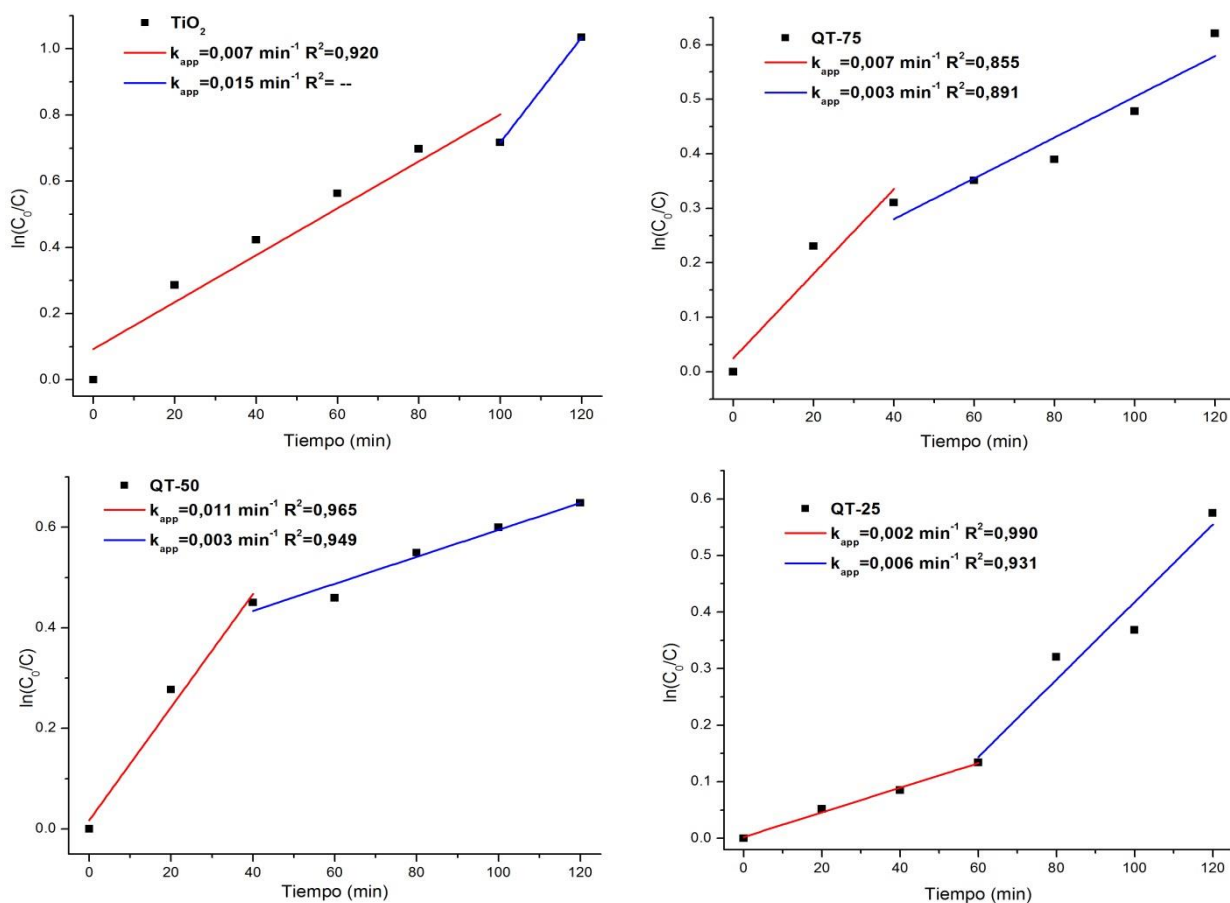 TiO₂
k_app=0,007 min⁻¹ R²=0,920
k_app=0,015 min⁻¹ R²= --
ln(C₀/C)
1.0
0.8
0.6
0.4
0.2
0.0
0 20 40 60 80 100 120
Tiempo (min)
QT-75
k_app=0,007 min⁻¹ R²=0,855
k_app=0,003 min⁻¹ R²=0,891
ln(C₀/C)
0.6
0.5
0.4
0.3
0.2
0.1
0.0
0 20 40 60 80 100 120
Tiempo (min)
QT-50
k_app=0,011 min⁻¹ R²=0,965
k_app=0,003 min⁻¹ R²=0,949
ln(C₀/C)
0.6
0.4
0.2
0.0
0 20 40 60 80 100 120
Tiempo (min)
QT-25
k_app=0,002 min⁻¹ R²=0,990
k_app=0,006 min⁻¹ R²=0,931
ln(C₀/C)
0.6
0.5
0.4
0.3
0.2
0.1
0.0
0 20 40 60 80 100 120
Tiempo (min)